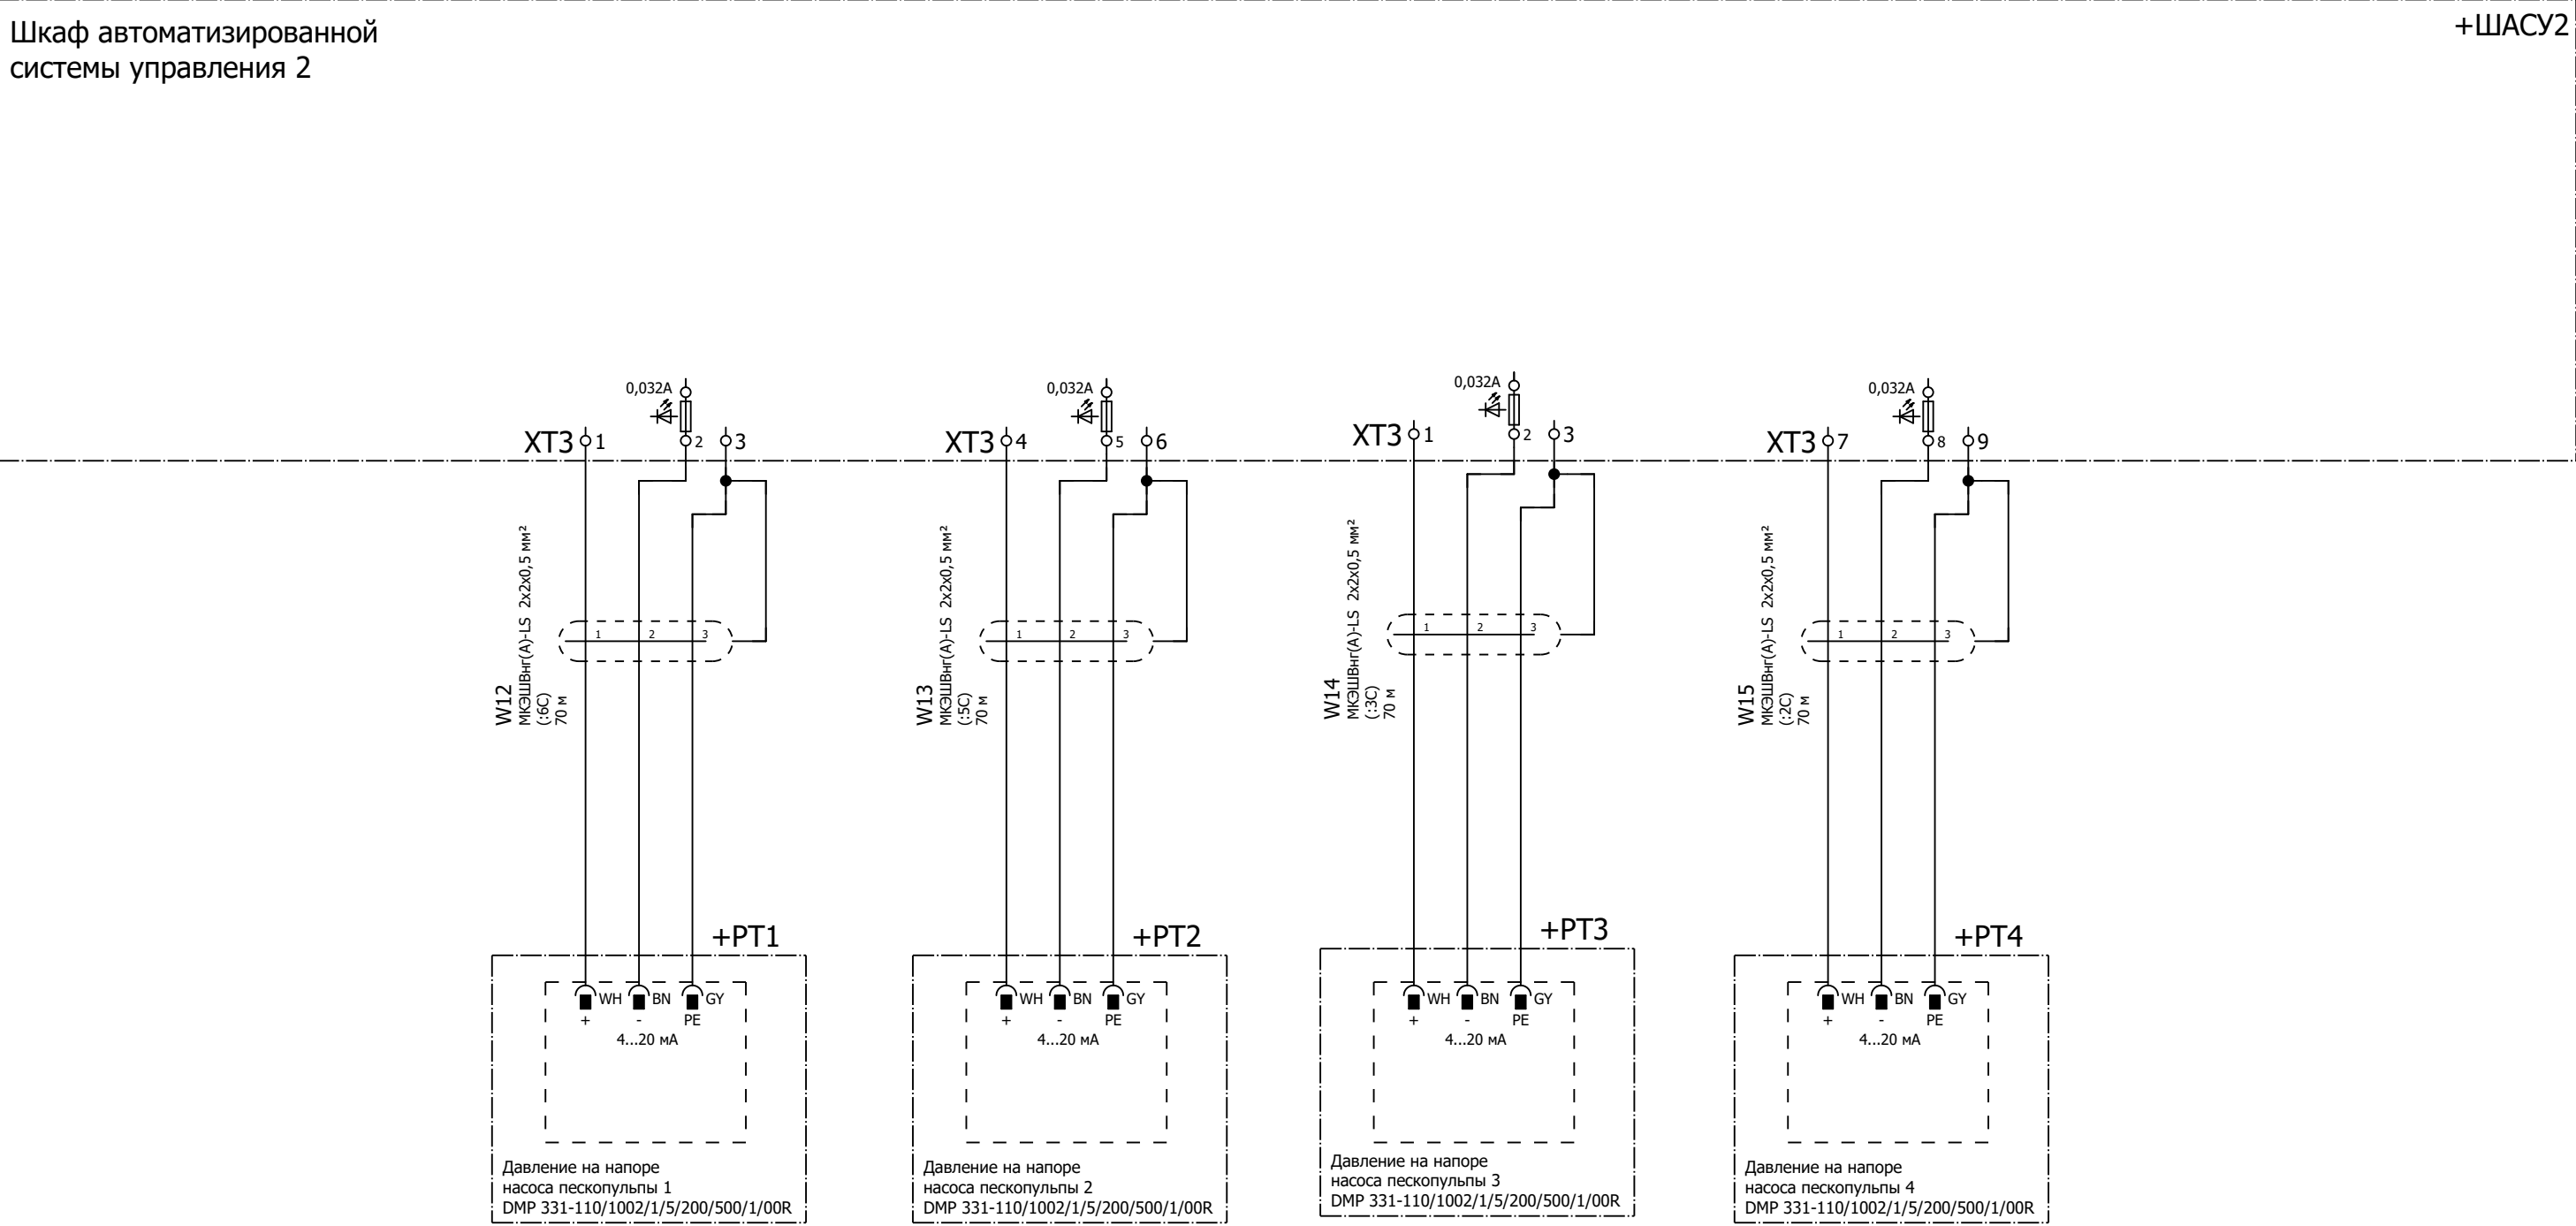 Шкаф автоматизированной
системы управления 2
+ШАСУ2
0,032А
XT3 1 2 3
W12
МКЭШВнг(А)-LS 2х2х0,5 мм²
(:6C)
70 м
1 2 3
+PT1
WH BN GY
+ - PE
4...20 мА
Давление на напоре
насоса пескопульпы 1
DMP 331-110/1002/1/5/200/500/1/00R
0,032А
XT3 4 5 6
W13
МКЭШВнг(А)-LS 2х2х0,5 мм²
(:5C)
70 м
1 2 3
+PT2
WH BN GY
+ - PE
4...20 мА
Давление на напоре
насоса пескопульпы 2
DMP 331-110/1002/1/5/200/500/1/00R
0,032А
XT3 1 2 3
W14
МКЭШВнг(А)-LS 2х2х0,5 мм²
(:3C)
70 м
1 2 3
+PT3
WH BN GY
+ - PE
4...20 мА
Давление на напоре
насоса пескопульпы 3
DMP 331-110/1002/1/5/200/500/1/00R
0,032А
XT3 7 8 9
W15
МКЭШВнг(А)-LS 2х2х0,5 мм²
(:2C)
70 м
1 2 3
+PT4
WH BN GY
+ - PE
4...20 мА
Давление на напоре
насоса пескопульпы 4
DMP 331-110/1002/1/5/200/500/1/00R